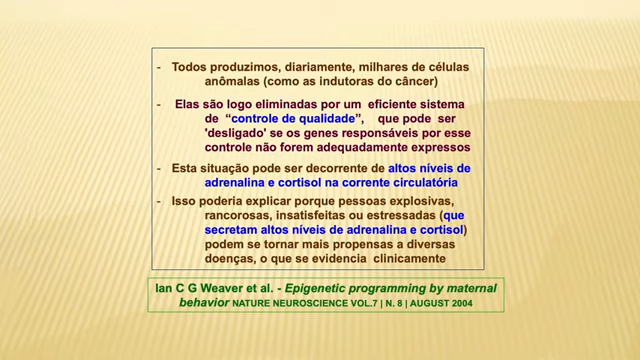 - Todos produzimos, diariamente, milhares de células
anômalas (como as indutoras do câncer)
- Elas são logo eliminadas por um eficiente sistema
de “controle de qualidade”, que pode ser
'desligado' se os genes responsáveis por esse
controle não forem adequadamente expressos
- Esta situação pode ser decorrente de altos níveis de
adrenalina e cortisol na corrente circulatória
- Isso poderia explicar porque pessoas explosivas,
rancorosas, insatisfeitas ou estressadas (que
secretam altos níveis de adrenalina e cortisol)
podem se tornar mais propensas a diversas
doenças, o que se evidencia clinicamente
Ian C G Weaver et al. - Epigenetic programming by maternal
behavior NATURE NEUROSCIENCE VOL.7 | N. 8 | AUGUST 2004